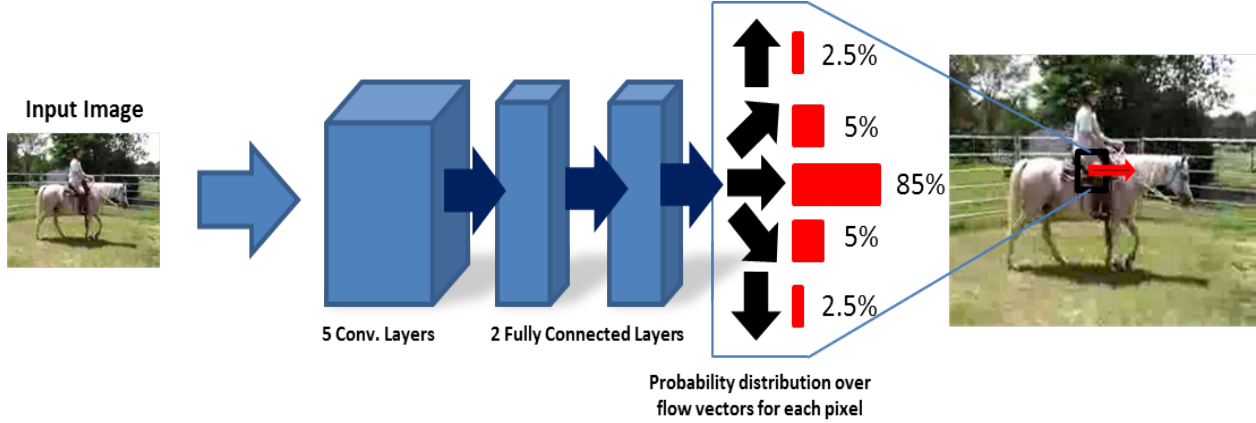 Input Image
5 Conv. Layers
2 Fully Connected Layers
2.5%
5%
85%
5%
2.5%
Probability distribution over
flow vectors for each pixel